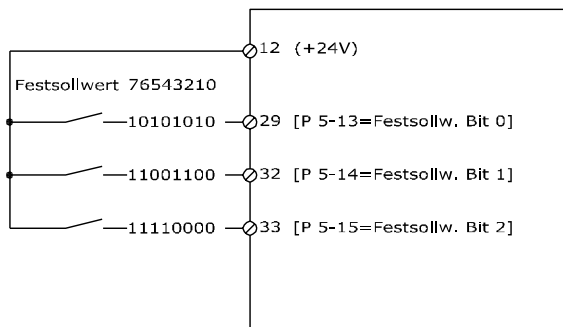 12 (+24V)
Festsollwert 76543210
10101010 29 [P 5-13=Festsollw. Bit 0]
11001100 32 [P 5-14=Festsollw. Bit 1]
11110000 33 [P 5-15=Festsollw. Bit 2]